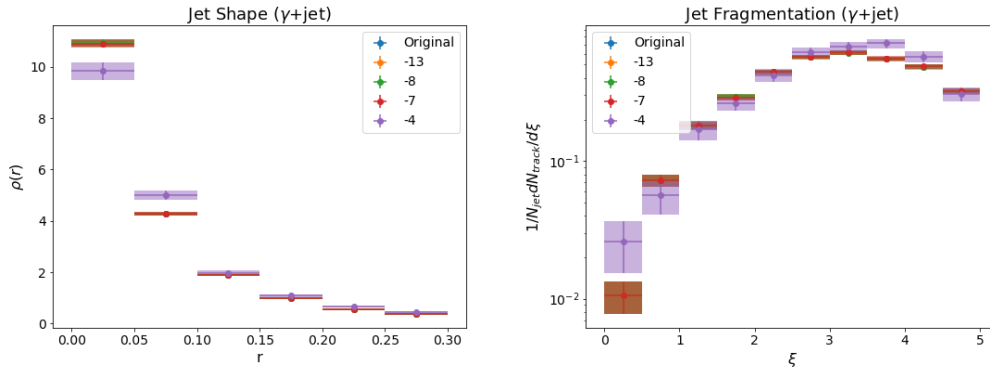 Jet Shape (γ+jet)
ρ(r)
10
8
6
4
2
0
0.00 0.05 0.10 0.15 0.20 0.25 0.30
r
Original
-13
-8
-7
-4
Jet Fragmentation (γ+jet)
1/N_jet dN_track/dξ
10⁻¹
10⁻²
0 1 2 3 4 5
ξ
Original
-13
-8
-7
-4